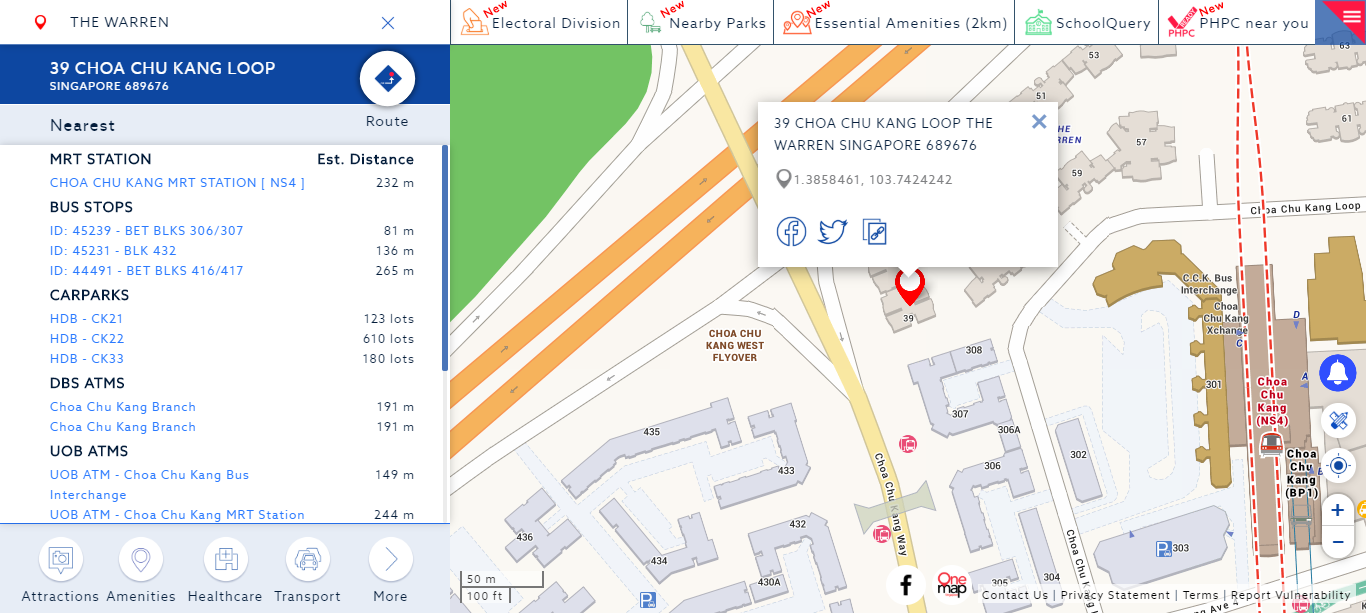 THE WARREN
New
Electoral Division
New
Nearby Parks
New
Essential Amenities (2km)
SchoolQuery
READY
PHPC
New
PHPC near you
39 CHOA CHU KANG LOOP
SINGAPORE 689676
Nearest
Route
MRT STATION Est. Distance
CHOA CHU KANG MRT STATION [ NS4 ] 232 m
BUS STOPS
ID: 45239 - BET BLKS 306/307 81 m
ID: 45231 - BLK 432 136 m
ID: 44491 - BET BLKS 416/417 265 m
CARPARKS
HDB - CK21 123 lots
HDB - CK22 610 lots
HDB - CK33 180 lots
DBS ATMS
Choa Chu Kang Branch 191 m
Choa Chu Kang Branch 191 m
UOB ATMS
UOB ATM - Choa Chu Kang Bus 149 m
Interchange
UOB ATM - Choa Chu Kang MRT Station 244 m
Attractions
Amenities
Healthcare
Transport
More
39 CHOA CHU KANG LOOP THE
WARREN SINGAPORE 689676
1.3858461, 103.7424242
53
63
51
61
57
59
HE
RREN
Choa Chu Kang Loop
C.C.K. Bus
Interchange
Choa
Chu Kang
Xchange
C
D
A
B
39
CHOA CHU
KANG WEST
FLYOVER
308
307
306A
306
301
302
303
304
305
435
433
436
434
432
430A
Choa Chu Kang Way
Choa Chu Kang
Choa
Chu
Kang
(NS4)
Choa
Chu
Kang
(BP1)
P
P
50 m
100 ft
f
One
map
Contact Us | Privacy Statement | Terms | Report Vulnerability
ng Ave 4